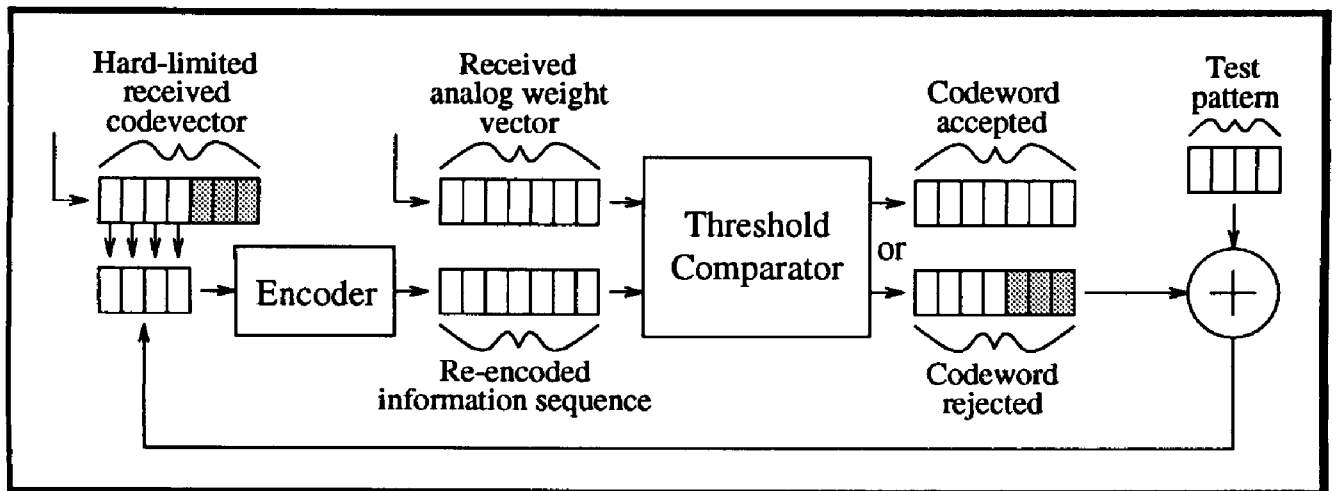 Hard-limited
received
codevector
Received
analog weight
vector
Codeword
accepted
Test
pattern
Encoder
Threshold
Comparator
or
+
Re-encoded
information sequence
Codeword
rejected